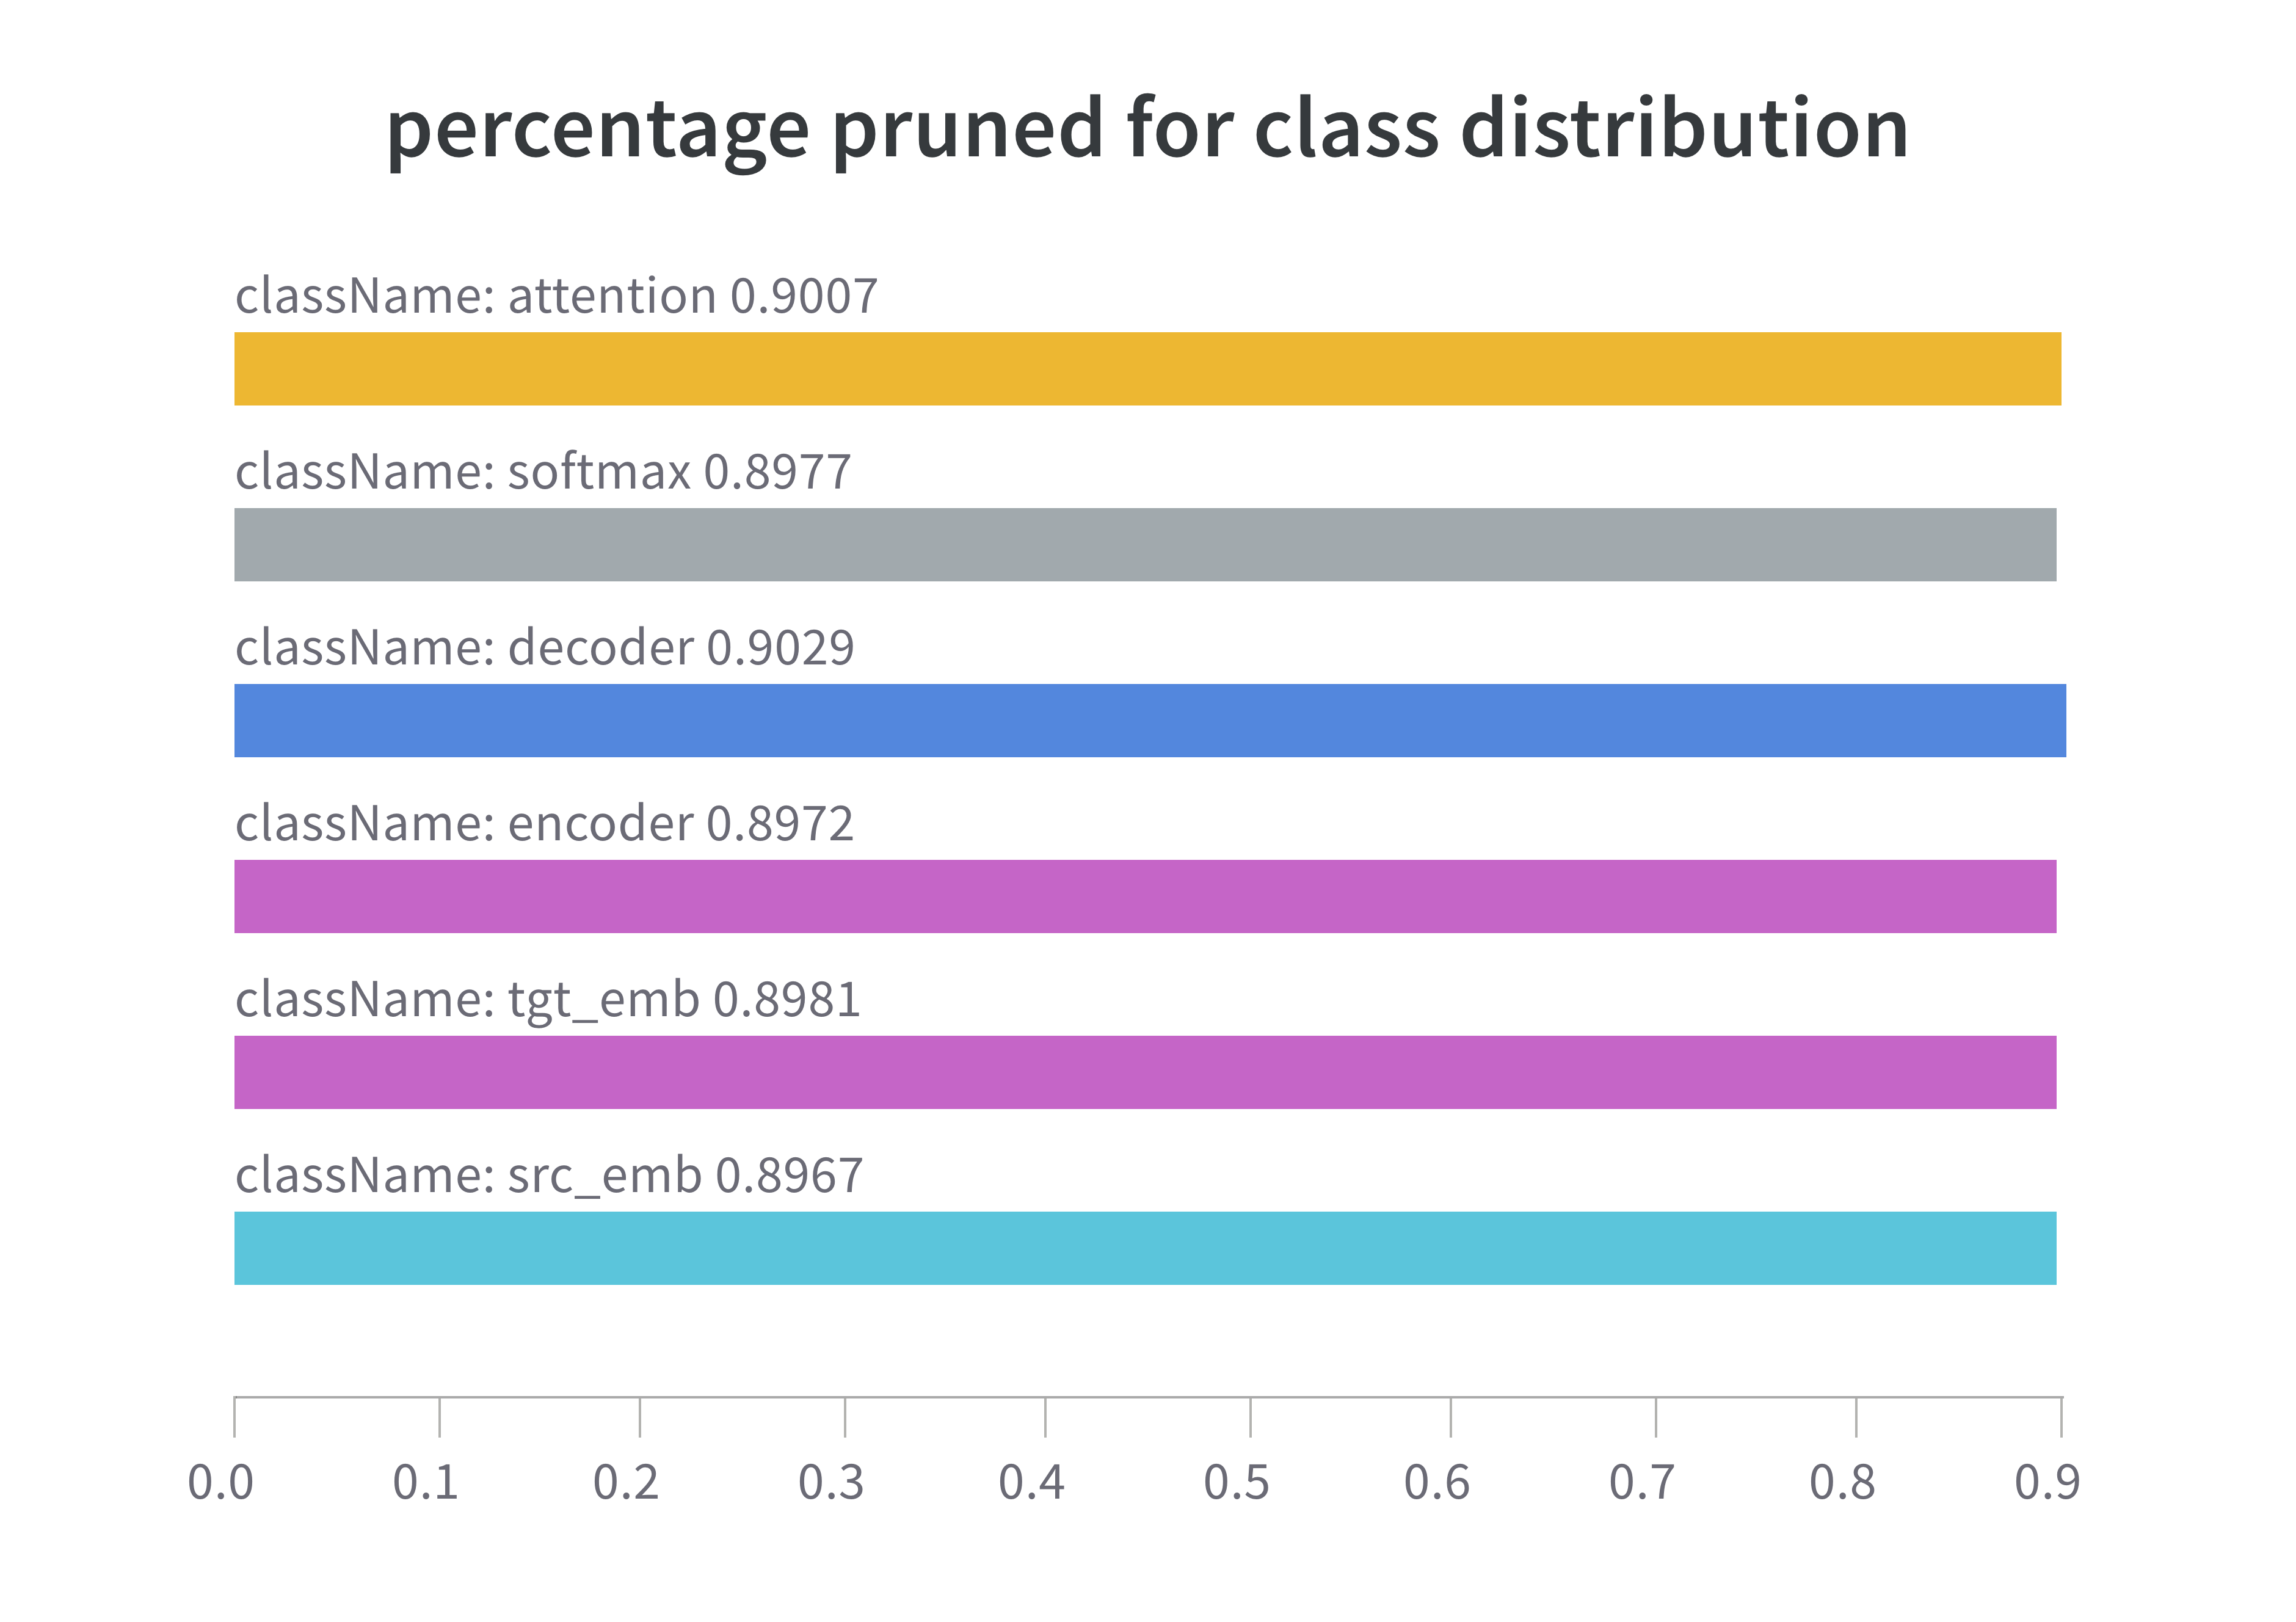 percentage pruned for class distribution
className: attention 0.9007
className: softmax 0.8977
className: decoder 0.9029
className: encoder 0.8972
className: tgt_emb 0.8981
className: src_emb 0.8967
0.0 0.1 0.2 0.3 0.4 0.5 0.6 0.7 0.8 0.9